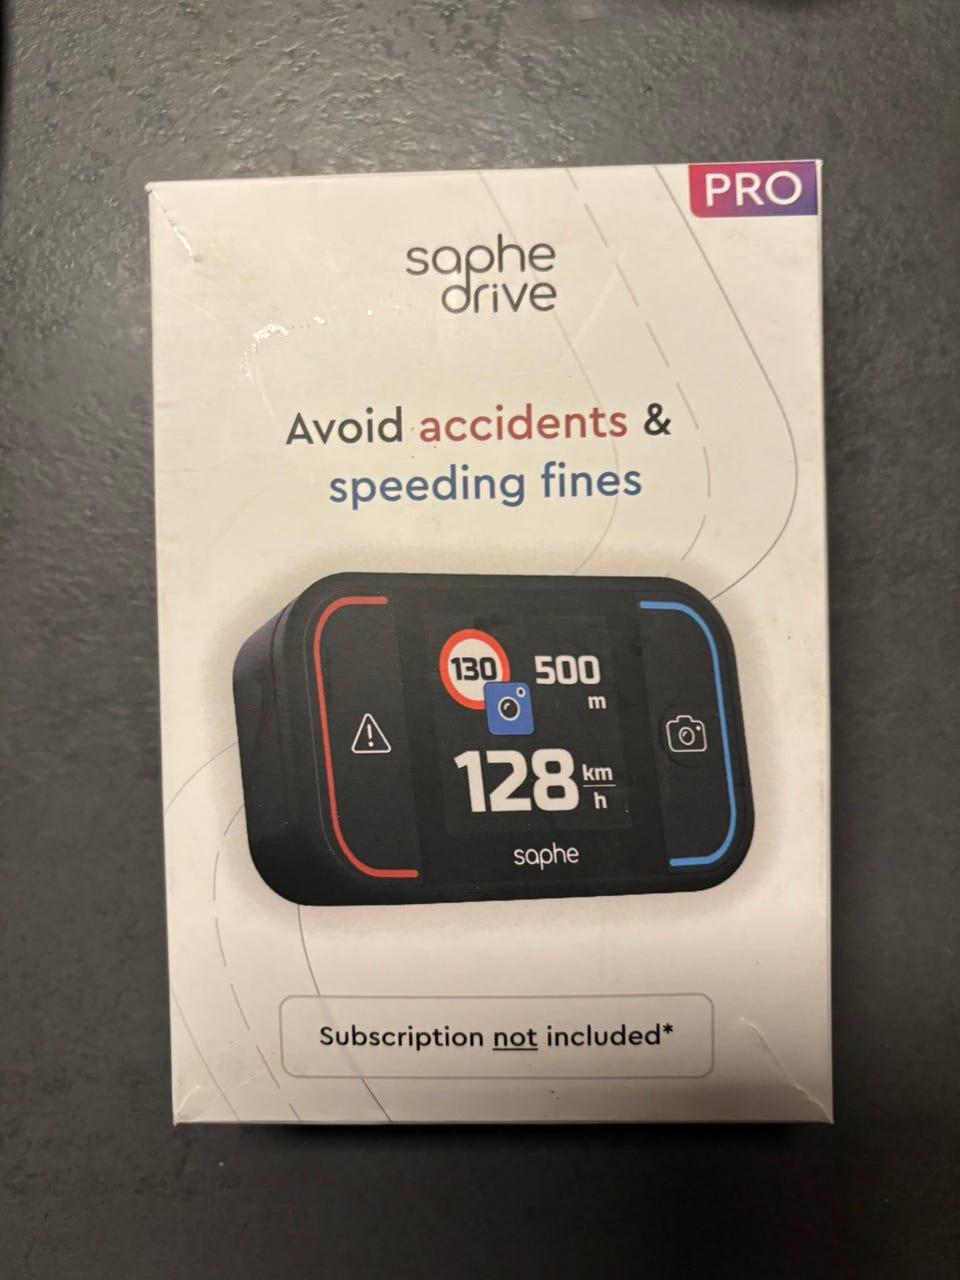 PRO
saphe
drive
Avoid accidents &
speeding fines
130 500
m
128 km
h
saphe
Subscription not included*